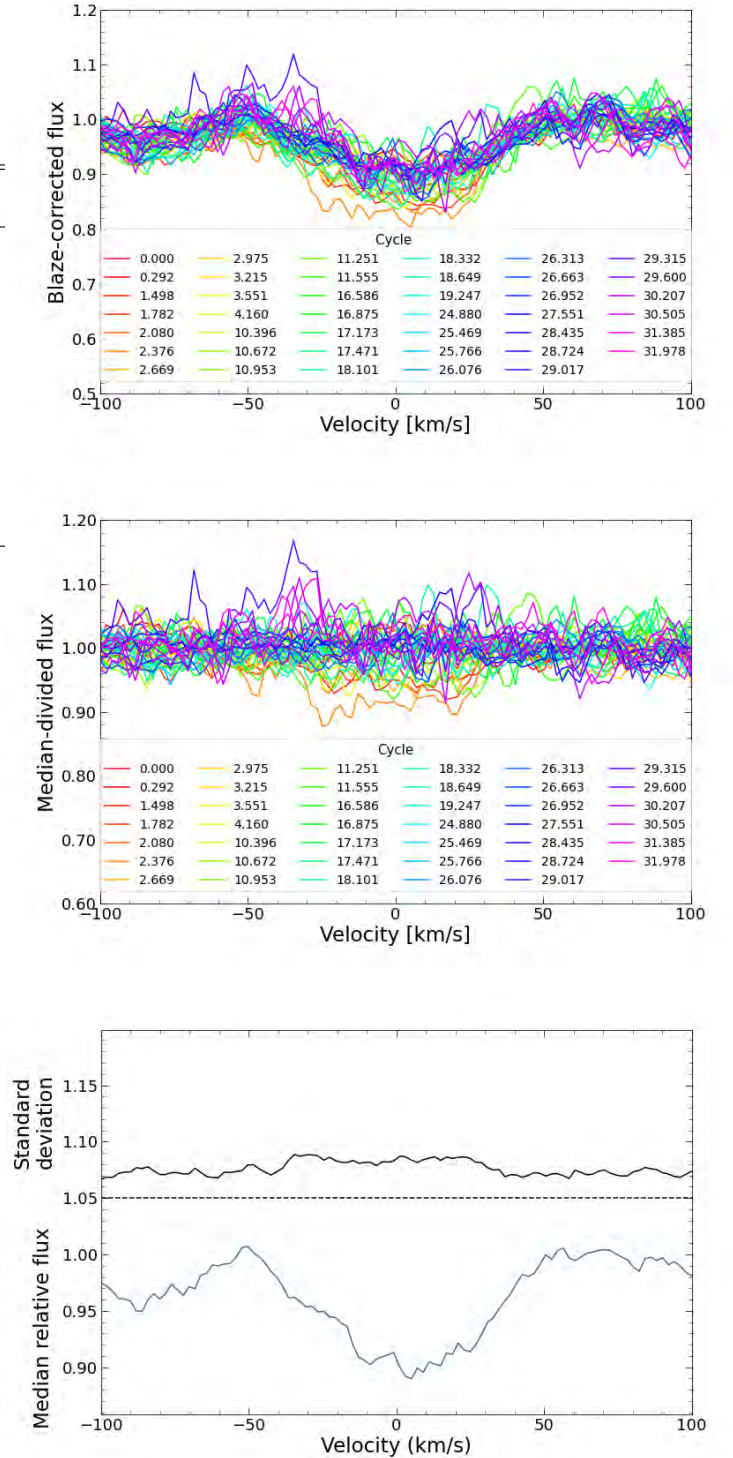 1.2
1.1
1.0
0.9
0.8
0.7
0.6
0.5
Blaze-corrected flux
Cycle
0.000 2.975 11.251 18.332 26.313 29.315
0.292 3.215 11.555 18.649 26.663 29.600
1.498 3.551 16.586 19.247 26.952 30.207
1.782 4.160 16.875 24.880 27.551 30.505
2.080 10.396 17.173 25.469 28.435 31.385
2.376 10.672 17.471 25.766 28.724 31.978
2.669 10.953 18.101 26.076 29.017
−100 −50 0 50 100
Velocity [km/s]
1.20
1.10
1.00
0.90
0.80
0.70
0.60
Median-divided flux
Cycle
0.000 2.975 11.251 18.332 26.313 29.315
0.292 3.215 11.555 18.649 26.663 29.600
1.498 3.551 16.586 19.247 26.952 30.207
1.782 4.160 16.875 24.880 27.551 30.505
2.080 10.396 17.173 25.469 28.435 31.385
2.376 10.672 17.471 25.766 28.724 31.978
2.669 10.953 18.101 26.076 29.017
−100 −50 0 50 100
Velocity [km/s]
Standard
deviation
1.15
1.10
1.05
1.00
0.95
0.90
Median relative flux
−100 −50 0 50 100
Velocity (km/s)